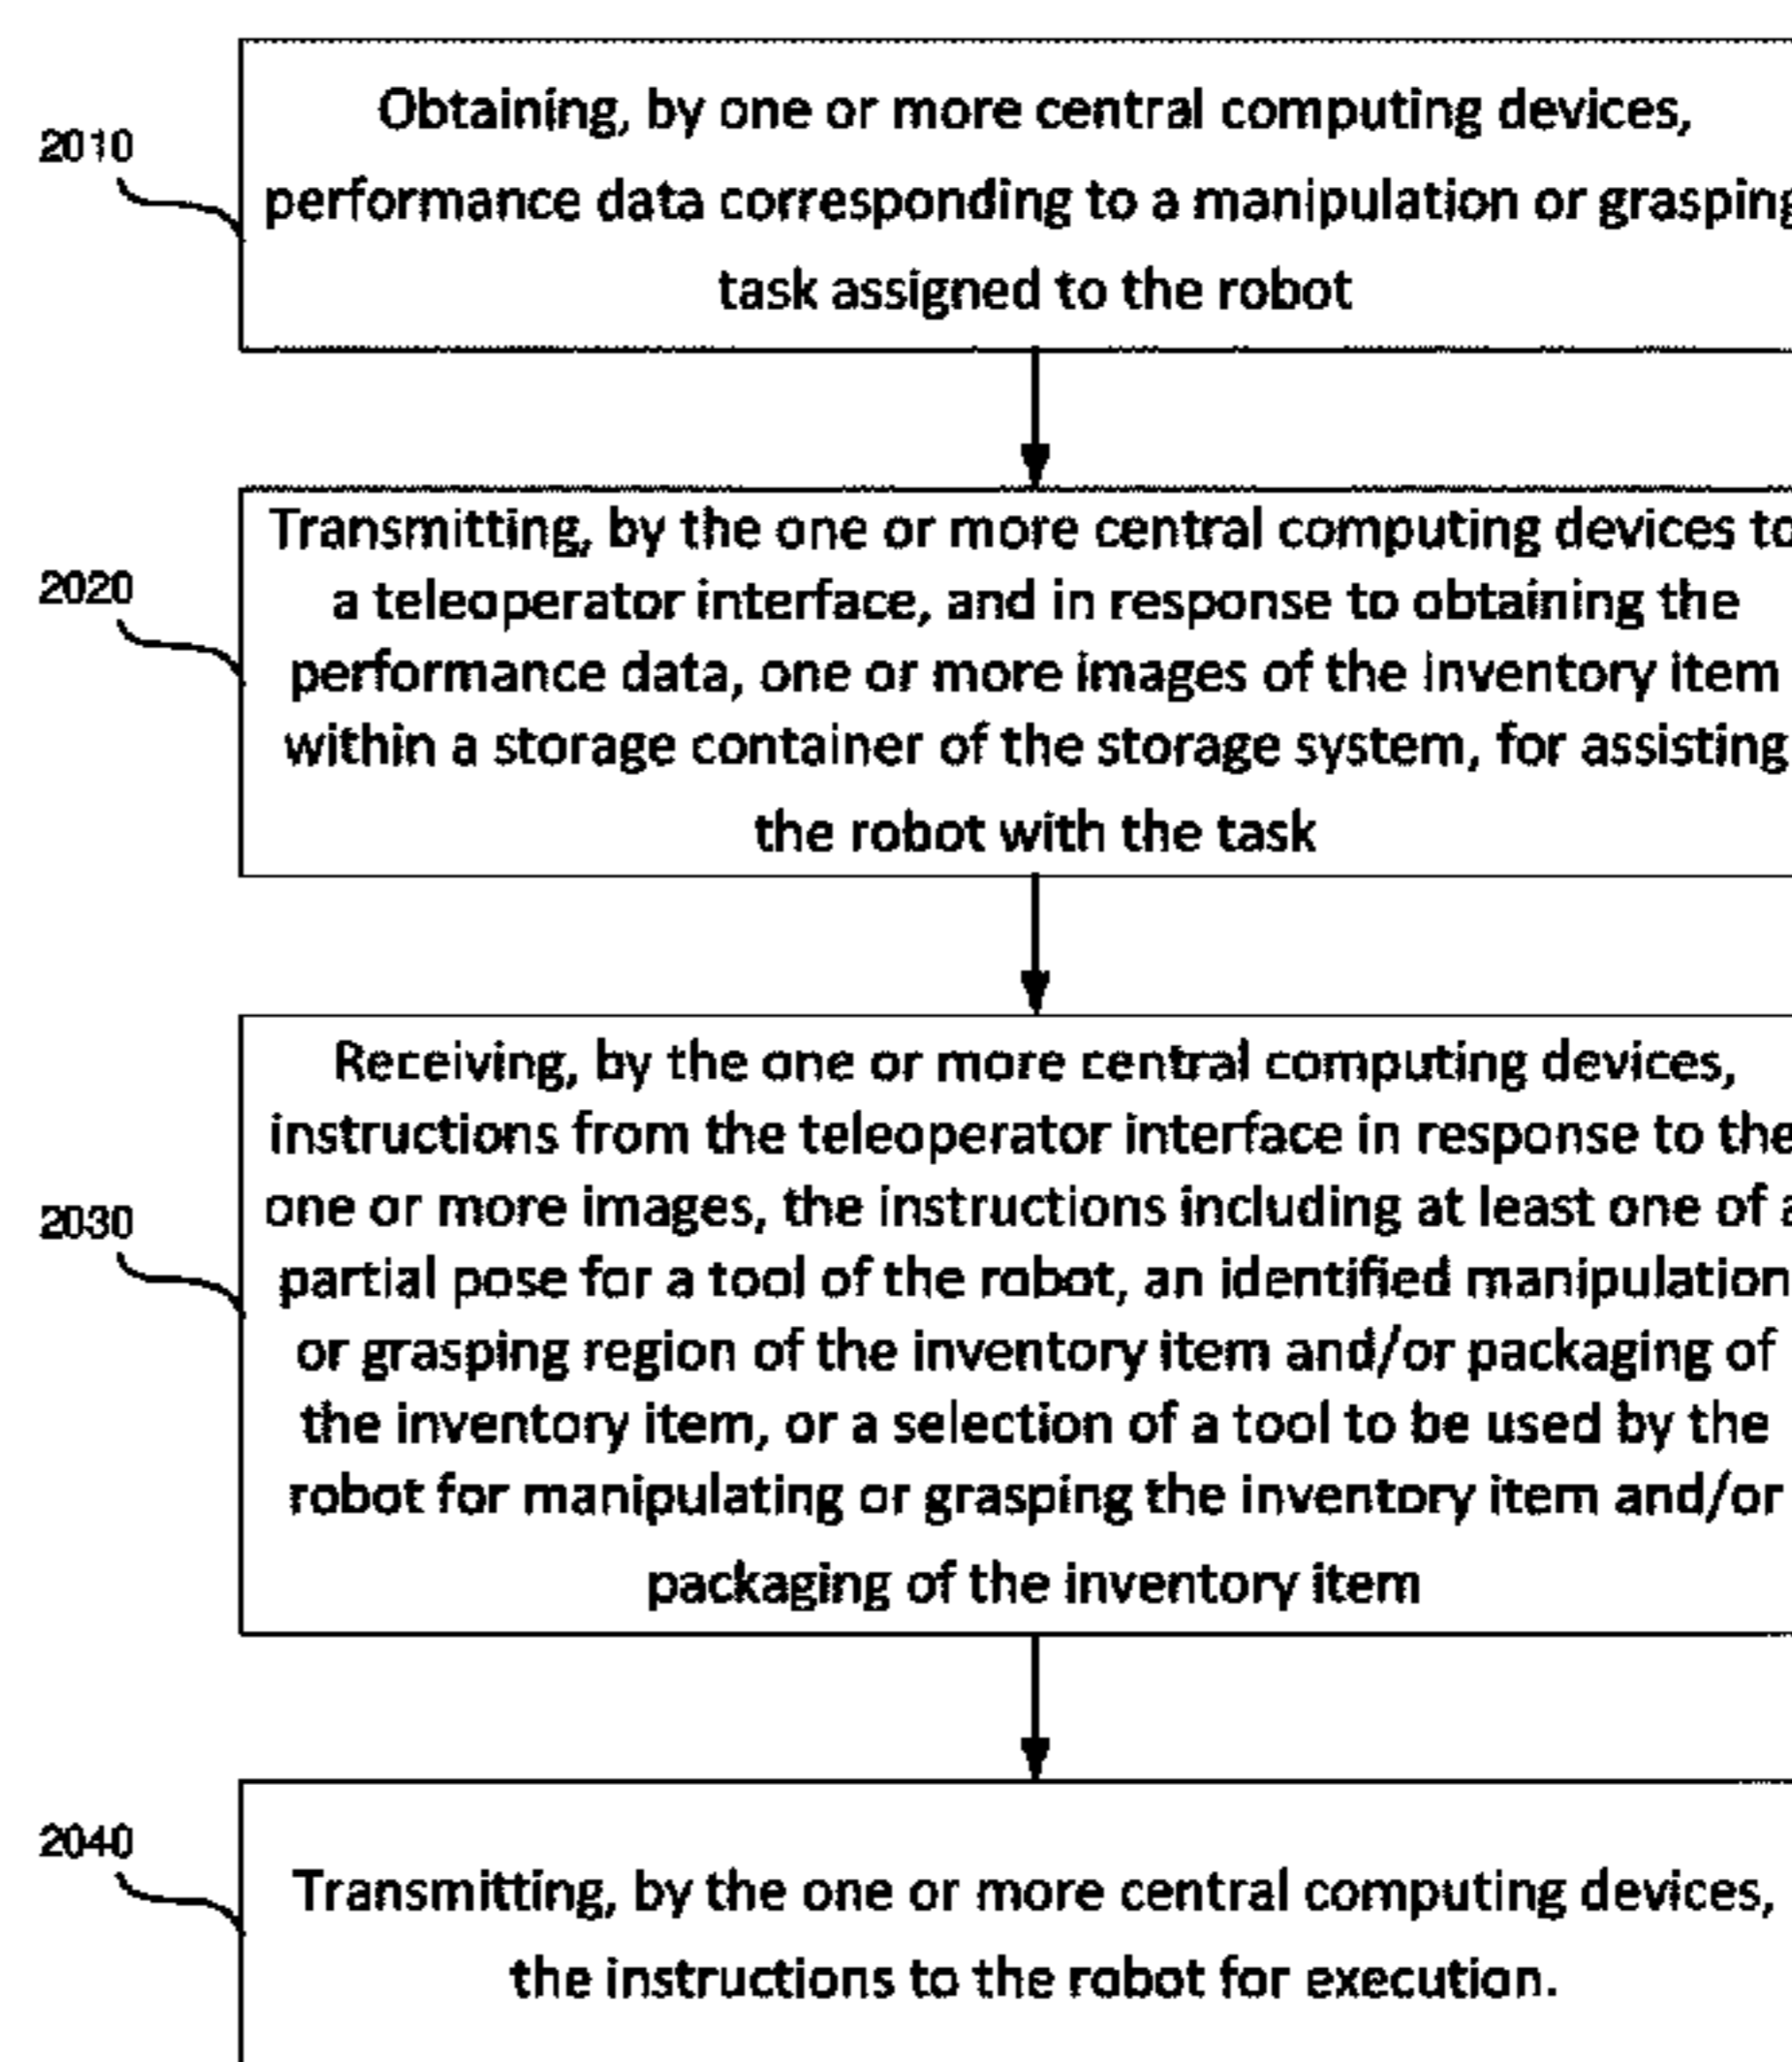 2010
Obtaining, by one or more central computing devices,
performance data corresponding to a manipulation or grasping
task assigned to the robot
2020
Transmitting, by the one or more central computing devices to
a teleoperator interface, and in response to obtaining the
performance data, one or more images of the inventory item
within a storage container of the storage system, for assisting
the robot with the task
2030
Receiving, by the one or more central computing devices,
instructions from the teleoperator interface in response to the
one or more images, the instructions including at least one of a
partial pose for a tool of the robot, an identified manipulation
or grasping region of the inventory item and/or packaging of
the inventory item, or a selection of a tool to be used by the
robot for manipulating or grasping the inventory item and/or
packaging of the inventory item
2040
Transmitting, by the one or more central computing devices,
the instructions to the robot for execution.